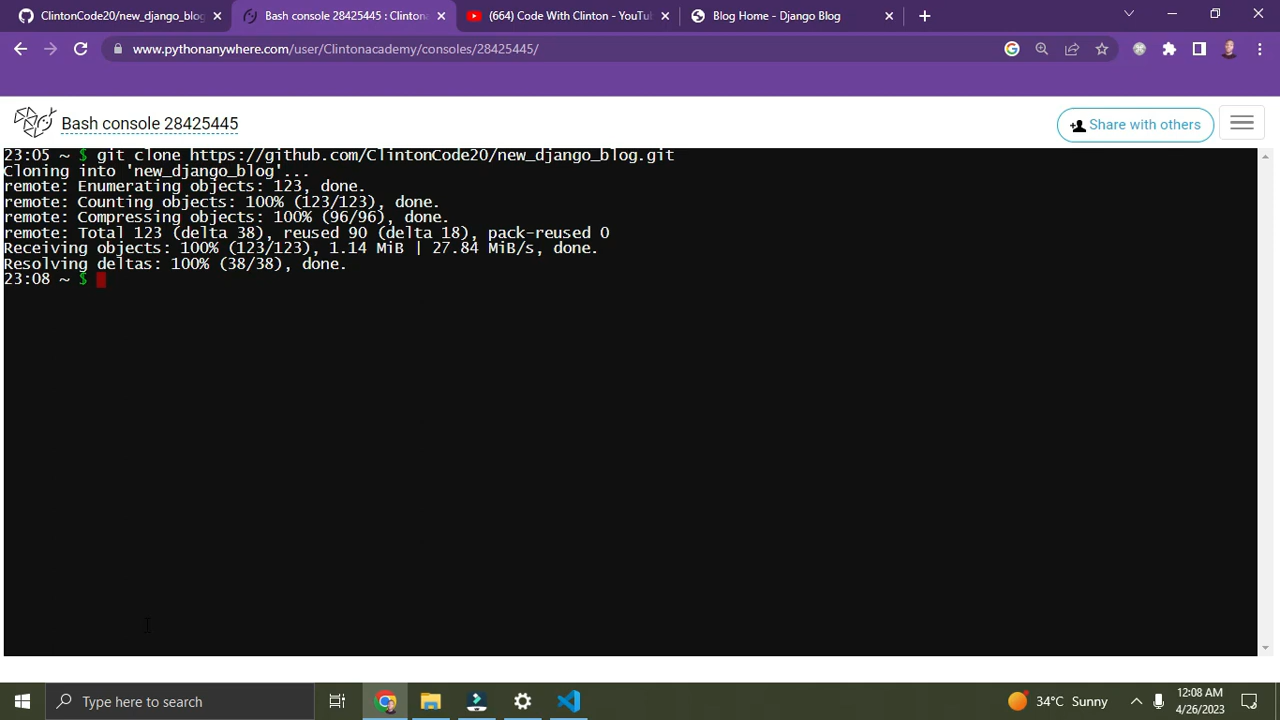 ClintonCode20/new_django_blog
Bash console 28425445 : Clintona
(664) Code With Clinton - YouTu
Blog Home - Django Blog
www.pythonanywhere.com/user/Clintonacademy/consoles/28425445/
Bash console 28425445
Share with others
23:05 ~ $ git clone https://github.com/ClintonCode20/new_django_blog.git
Cloning into 'new_django_blog'...
remote: Enumerating objects: 123, done.
remote: Counting objects: 100% (123/123), done.
remote: Compressing objects: 100% (96/96), done.
remote: Total 123 (delta 38), reused 90 (delta 18), pack-reused 0
Receiving objects: 100% (123/123), 1.14 MiB | 27.84 MiB/s, done.
Resolving deltas: 100% (38/38), done.
23:08 ~ $
Type here to search
34°C Sunny
12:08 AM
4/26/2023